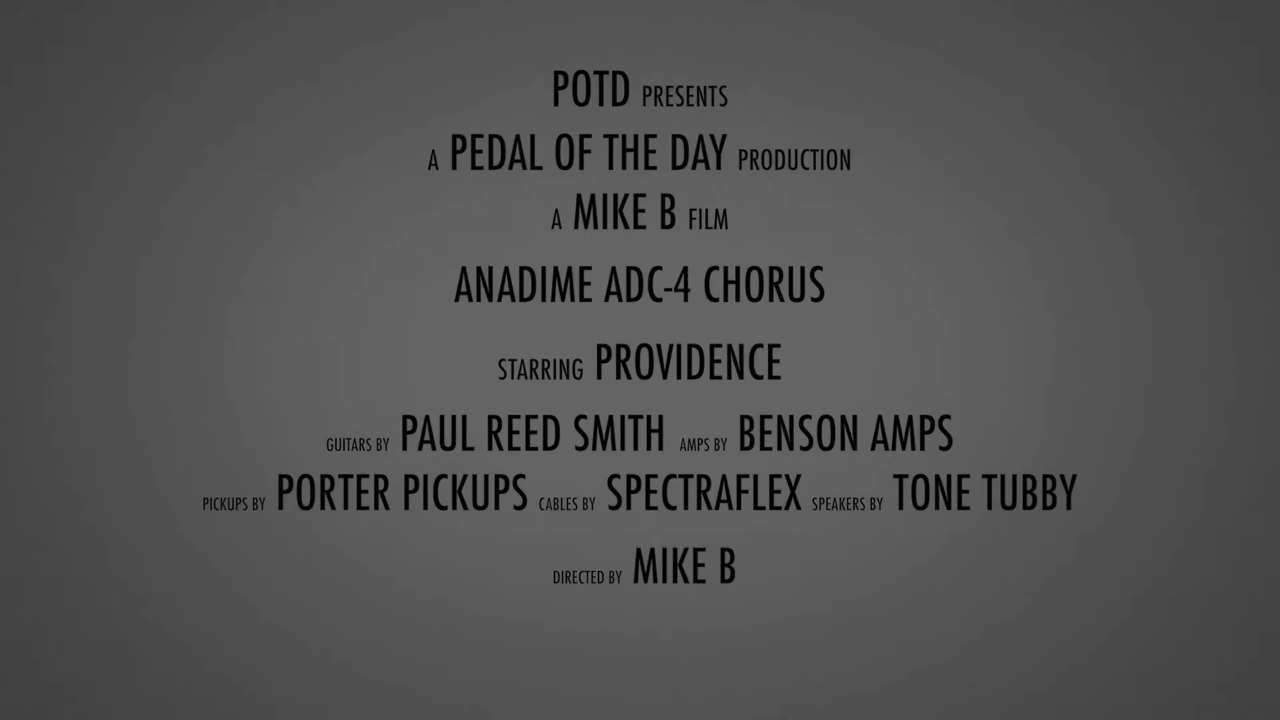 POTD PRESENTS
A PEDAL OF THE DAY PRODUCTION
A MIKE B FILM
ANADIME ADC-4 CHORUS
STARRING PROVIDENCE
GUITARS BY PAUL REED SMITH AMPS BY BENSON AMPS
PICKUPS BY PORTER PICKUPS CABLES BY SPECTRAFLEX SPEAKERS BY TONE TUBBY
DIRECTED BY MIKE B